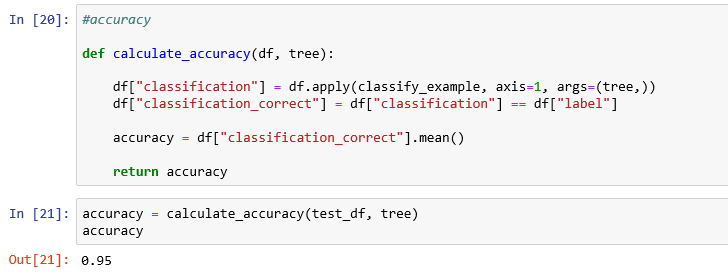 In [20]: #accuracy
def calculate_accuracy(df, tree):
df["classification"] = df.apply(classify_example, axis=1, args=(tree,))
df["classification_correct"] = df["classification"] == df["label"]
accuracy = df["classification_correct"].mean()
return accuracy
In [21]: accuracy = calculate_accuracy(test_df, tree)
accuracy
Out[21]: 0.95